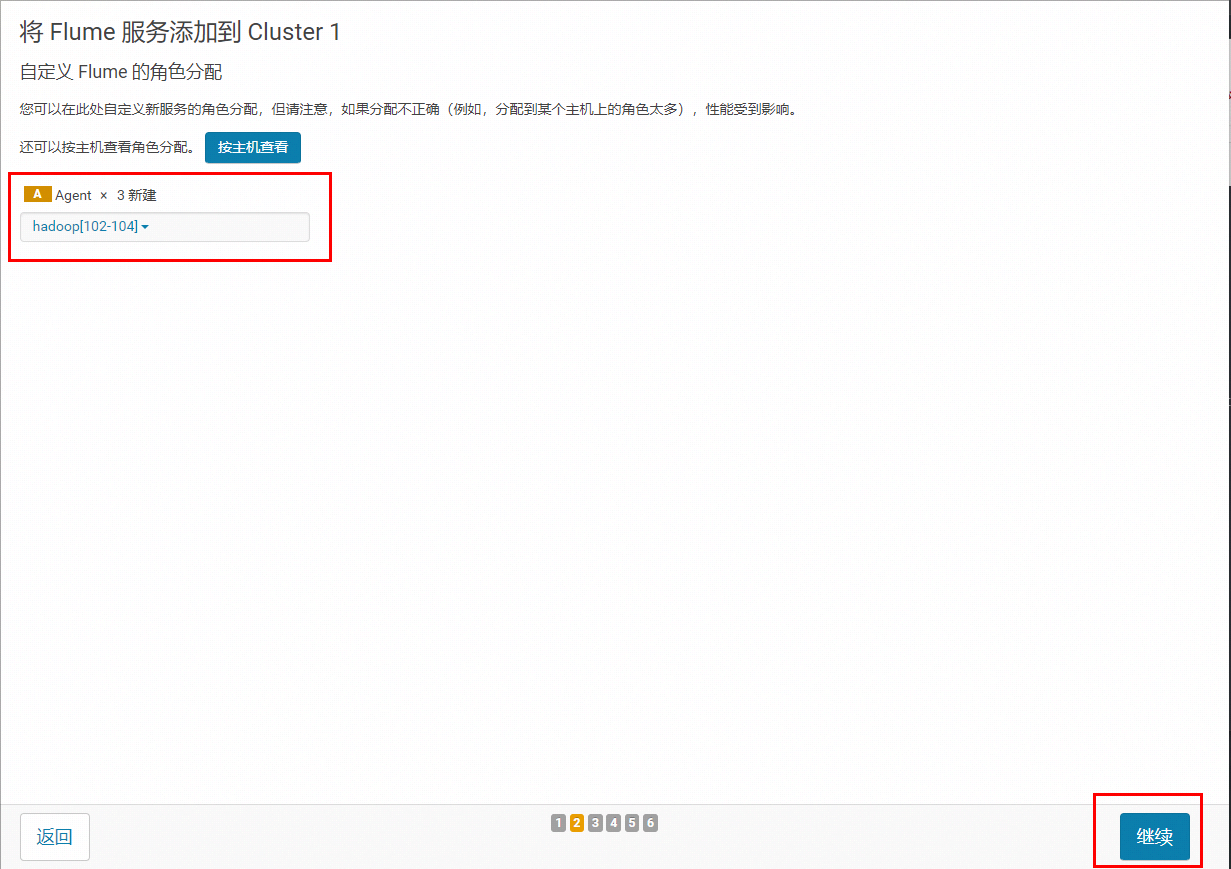 将 Flume 服务添加到 Cluster 1
自定义 Flume 的角色分配
您可以在此处自定义新服务的角色分配，但请注意，如果分配不正确（例如，分配到某个主机上的角色太多），性能受到影响。
还可以按主机查看角色分配。 按主机查看
A Agent × 3 新建
hadoop[102-104]
返回 1 2 3 4 5 6 继续